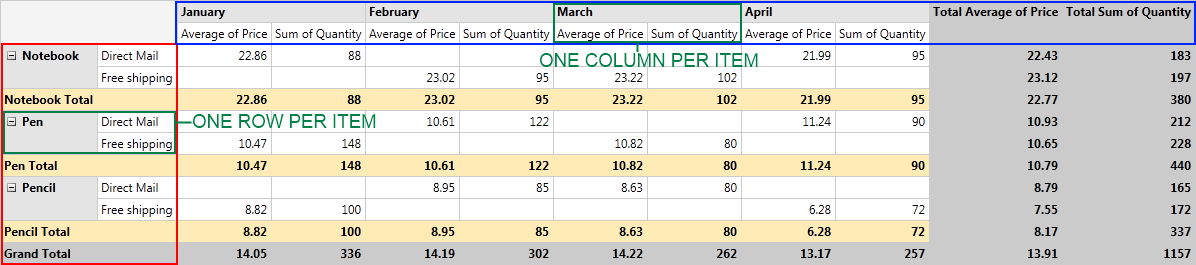 January February March April Total Average of Price Total Sum of Quantity
Average of Price Sum of Quantity Average of Price Sum of Quantity Average of Price Sum of Quantity Average of Price Sum of Quantity
Notebook Direct Mail 22.86 88 21.99 95 22.43 183
ONE COLUMN PER ITEM
Free shipping 23.02 95 23.22 102 23.12 197
Notebook Total 22.86 88 23.02 95 23.22 102 21.99 95 22.77 380
Pen Direct Mail 10.61 122 11.24 90 10.93 212
ONE ROW PER ITEM
Free shipping 10.47 148 10.82 80 10.65 228
Pen Total 10.47 148 10.61 122 10.82 80 11.24 90 10.79 440
Pencil Direct Mail 8.95 85 8.63 80 8.79 165
Free shipping 8.82 100 6.28 72 7.55 172
Pencil Total 8.82 100 8.95 85 8.63 80 6.28 72 8.17 337
Grand Total 14.05 336 14.19 302 14.22 262 13.17 257 13.91 1157